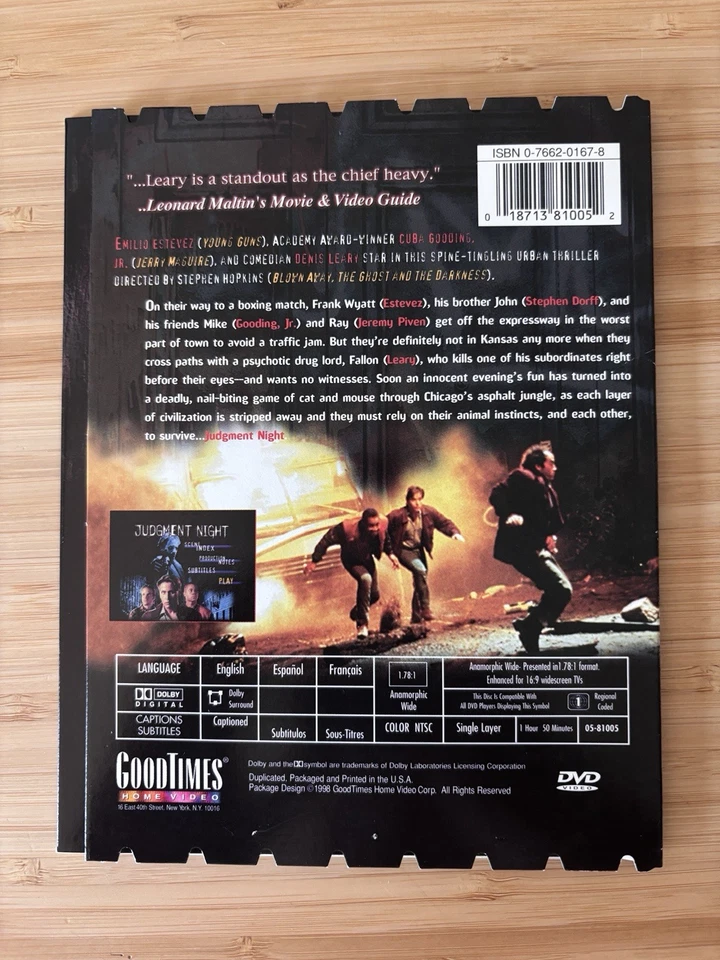 ISBN 0-7662-0167-8
0 18713 81005 2
"...Leary is a standout as the chief heavy."
..Leonard Maltin's Movie & Video Guide
EMILIO ESTEVEZ (YOUNG GUNS), ACADEMY AWARD-WINNER CUBA GOODING,
JR. (JERRY MAGUIRE), AND COMEDIAN DENIS LEARY STAR IN THIS SPINE-TINGLING URBAN THRILLER
DIRECTED BY STEPHEN HOPKINS (BLOWN AWAY, THE GHOST AND THE DARKNESS).
On their way to a boxing match, Frank Wyatt (Estevez), his brother John (Stephen Dorff), and
his friends Mike (Gooding, Jr.) and Ray (Jeremy Piven) get off the expressway in the worst
part of town to avoid a traffic jam. But they're definitely not in Kansas any more when they
cross paths with a psychotic drug lord, Fallon (Leary), who kills one of his subordinates right
before their eyes—and wants no witnesses. Soon an innocent evening's fun has turned into
a deadly, nail-biting game of cat and mouse through Chicago's asphalt jungle, as each layer
of civilization is stripped away and they must rely on their animal instincts, and each other,
to survive...Judgment Night
JUDGMENT NIGHT
SCENE INDEX
PRODUCTION NOTES
SUBTITLES
PLAY
LANGUAGE English Español Français 1.78:1 Anamorphic Wide- Presented in1.78:1 format.
Enhanced for 16:9 widescreen TVs
DOLBY DIGITAL Dolby Surround Anamorphic Wide This Disc Is Compatible With
All DVD Players Displaying This Symbol 1 Regional Coded
CAPTIONS SUBTITLES Captioned Subtítulos Sous-Titres COLOR NTSC Single Layer 1 Hour 50 Minutes 05-81005
GOODTIMES®
HOME VIDEO
16 East 40th Street, New York, N.Y. 10016
Dolby and the DD symbol are trademarks of Dolby Laboratories Licensing Corporation
Duplicated, Packaged and Printed in the U.S.A.
Package Design ©1998 GoodTimes Home Video Corp. All Rights Reserved
DVD
VIDEO